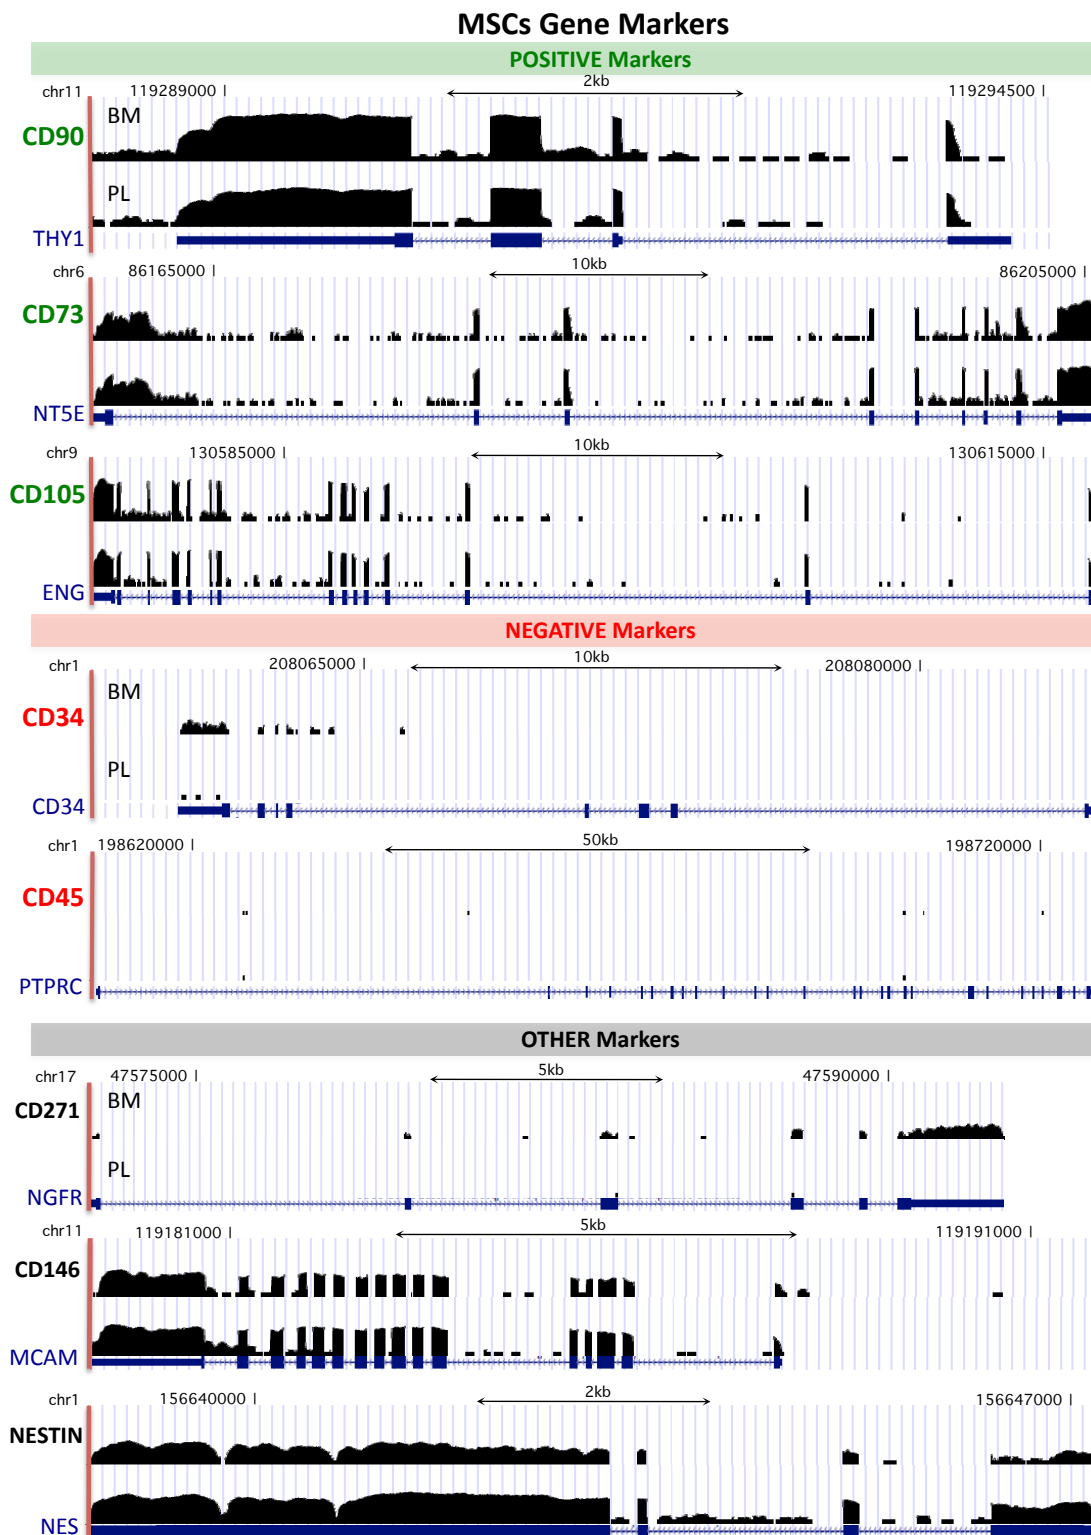 MSCs Gene Markers
POSITIVE Markers
chr11 119289000 | 2kb 119294500 |
BM
CD90
PL
THY1
chr6 86165000 | 10kb 86205000 |
CD73
NT5E
chr9 130585000 | 10kb 130615000 |
CD105
ENG
NEGATIVE Markers
chr1 208065000 | 10kb 208080000 |
BM
CD34
PL
CD34
chr1 198620000 | 50kb 198720000 |
CD45
PTPRC
OTHER Markers
chr17 47575000 | 5kb 47590000 |
BM
CD271
PL
NGFR
chr11 119181000 | 5kb 119191000 |
CD146
MCAM
chr1 156640000 | 2kb 156647000 |
NESTIN
NES